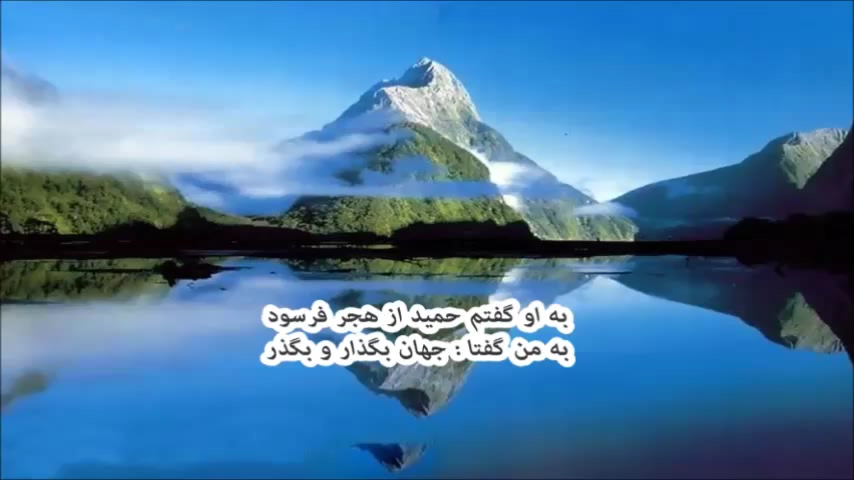 به او گفتم حمید از هجر فرسود
به من گفتا : جهان بگذار و بگذر